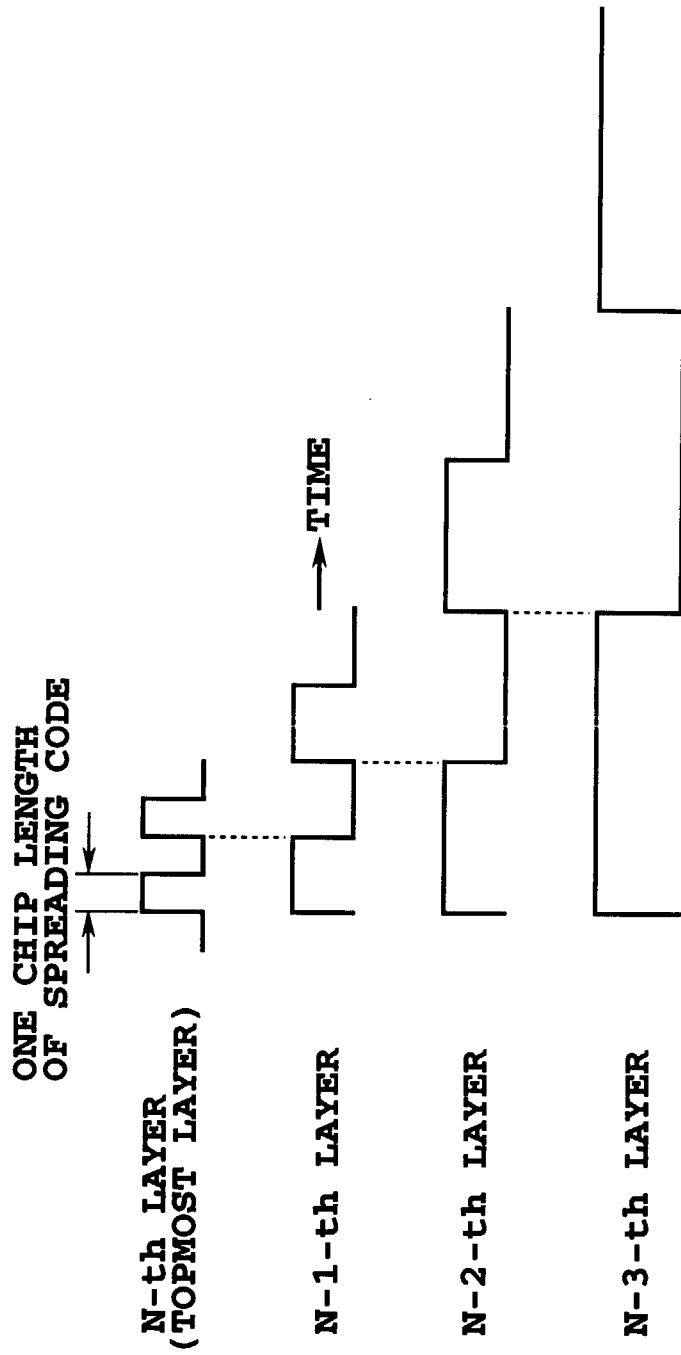 ONE CHIP LENGTH
OF SPREADING CODE
N-th LAYER
(TOPMOST LAYER)
N-1-th LAYER
TIME
N-2-th LAYER
N-3-th LAYER